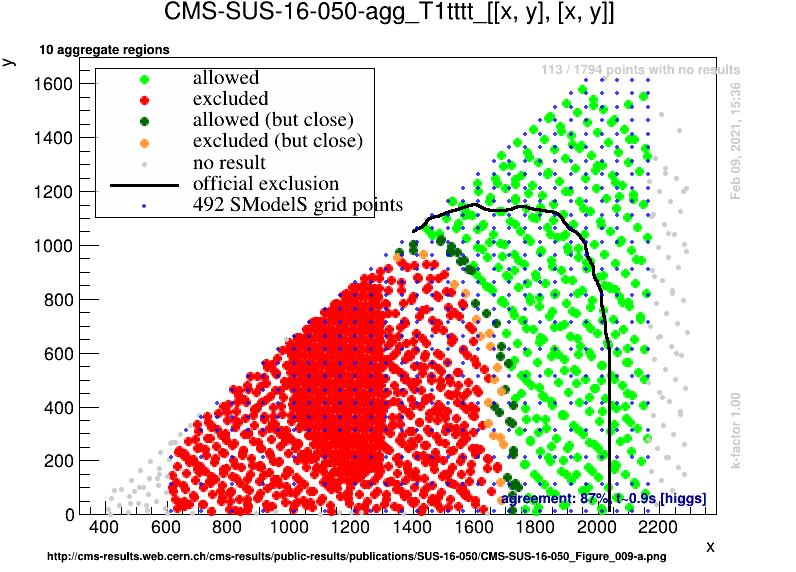 CMS-SUS-16-050-agg_T1tttt_[[x, y], [x, y]]
10 aggregate regions
y
113 / 1794 points with no results
allowed
excluded
allowed (but close)
excluded (but close)
no result
official exclusion
492 SModelS grid points
Feb 09, 2021, 15:36
k-factor 1.00
1600
1400
1200
1000
800
600
400
200
0
agreement: 87%, t~0.9s [higgs]
400 600 800 1000 1200 1400 1600 1800 2000 2200
x
http://cms-results.web.cern.ch/cms-results/public-results/publications/SUS-16-050/CMS-SUS-16-050_Figure_009-a.png